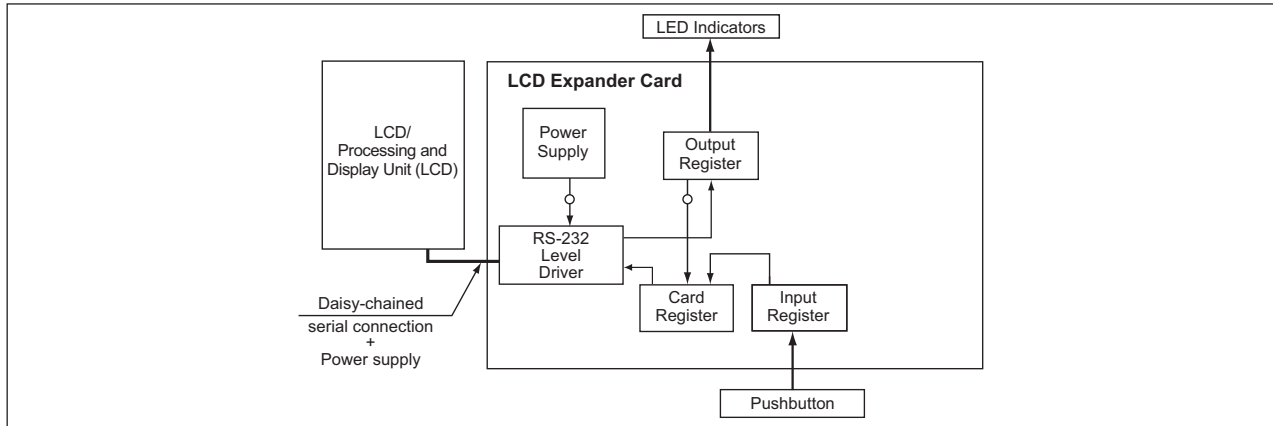 LED Indicators
LCD Expander Card
LCD/
Processing and
Display Unit (LCD)
Power
Supply
Output
Register
RS-232
Level
Driver
Card
Register
Input
Register
Daisy-chained
serial connection
+
Power supply
Pushbutton